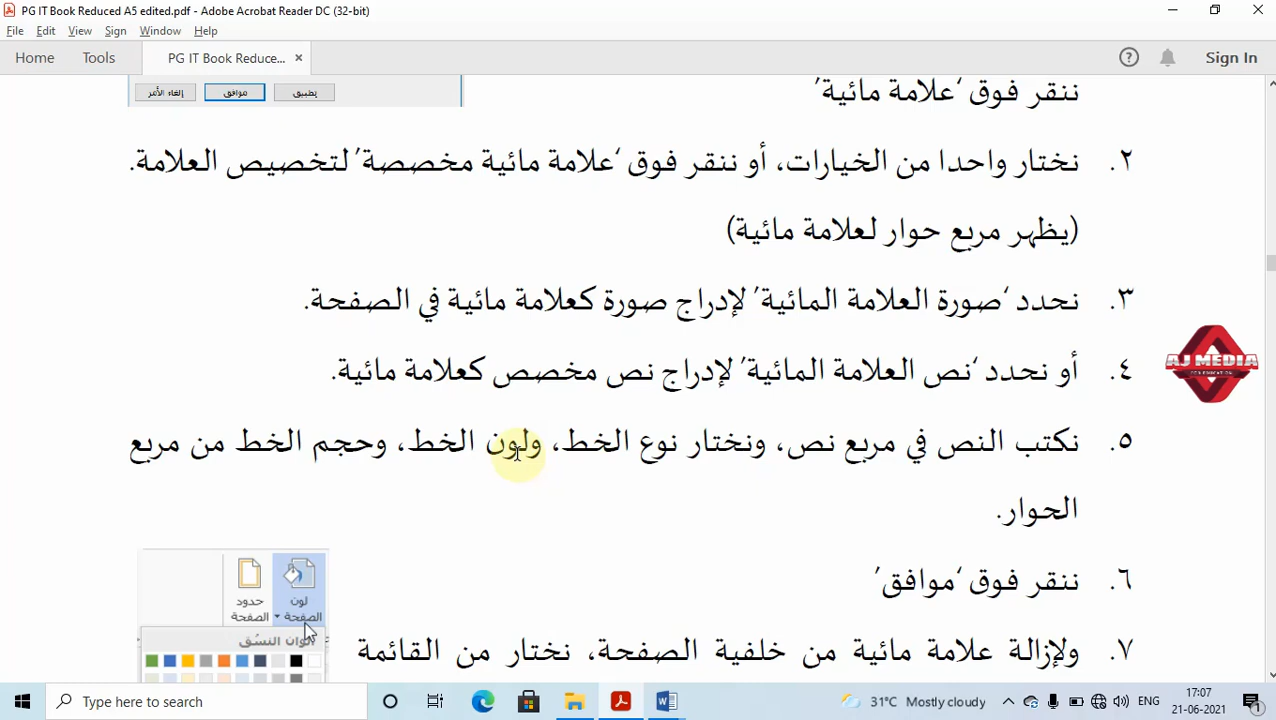 PG IT Book Reduced A5 edited.pdf - Adobe Acrobat Reader DC (32-bit)
File Edit View Sign Window Help
Home Tools PG IT Book Reduce... × Sign In
تطبيق موافق إلغاء الأمر
ننقر فوق ‘علامة مائية’
٢. نختار واحدا من الخيارات، أو ننقر فوق ‘علامة مائية مخصصة’ لتخصيص العلامة.
(يظهر مربع حوار لعلامة مائية)
٣. نحدد ‘صورة العلامة المائية’ لإدراج صورة كعلامة مائية في الصفحة.
٤. أو نحدد ‘نص العلامة المائية’ لإدراج نص مخصص كعلامة مائية.
٥. نكتب النص في مربع نص، ونختار نوع الخط، ولون الخط، وحجم الخط من مربع
الحوار.
٦. ننقر فوق ‘موافق’
لون الصفحة
حدود الصفحة
ألوان النسُق
٧. ولإزالة علامة مائية من خلفية الصفحة، نختار من القائمة
AJ MEDIA
FOR EDUCATION
Type here to search
31°C Mostly cloudy
ENG
17:07
21-06-2021
1